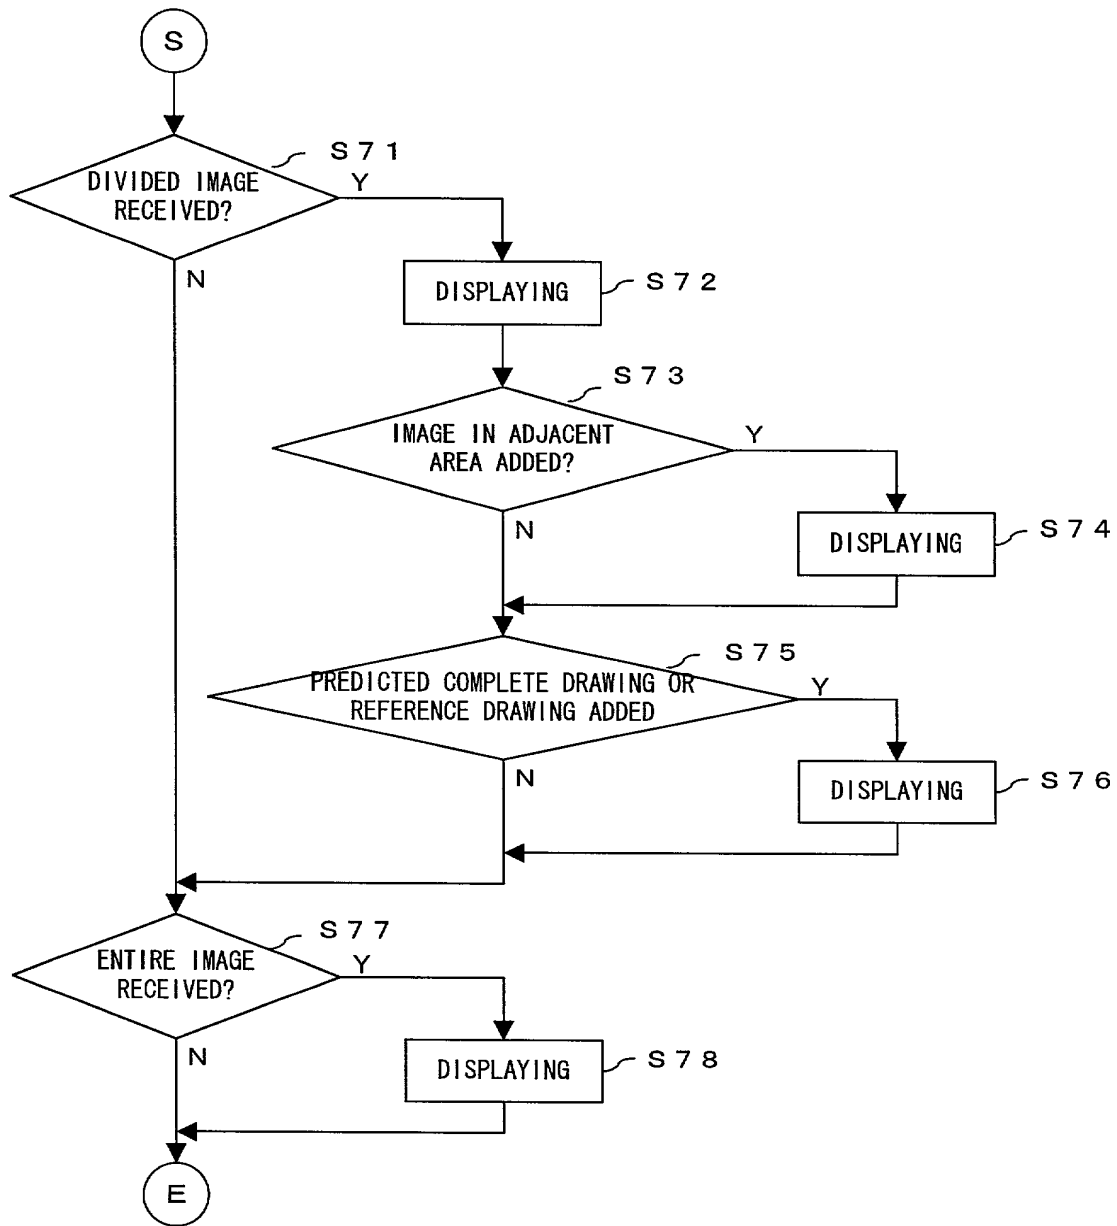 S
S71
DIVIDED IMAGE
RECEIVED?
Y
N
DISPLAYING
S72
S73
IMAGE IN ADJACENT
AREA ADDED?
Y
N
DISPLAYING
S74
S75
PREDICTED COMPLETE DRAWING OR
REFERENCE DRAWING ADDED
Y
N
DISPLAYING
S76
S77
ENTIRE IMAGE
RECEIVED?
Y
N
DISPLAYING
S78
E